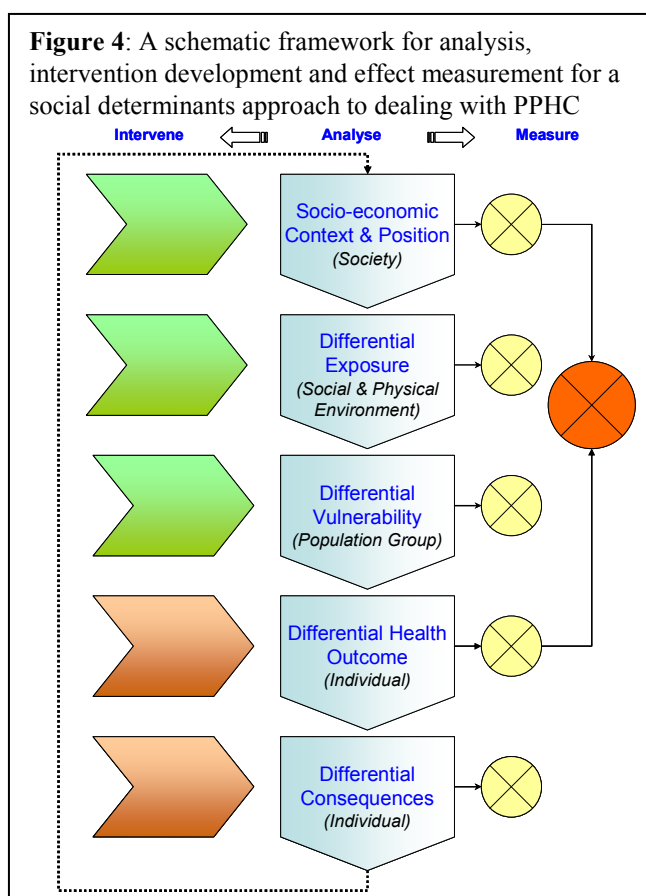 Figure 4: A schematic framework for analysis,
intervention development and effect measurement for a
social determinants approach to dealing with PPHC
Intervene Analyse Measure
Socio-economic
Context & Position
(Society)
Differential
Exposure
(Social & Physical
Environment)
Differential
Vulnerability
(Population Group)
Differential Health
Outcome
(Individual)
Differential
Consequences
(Individual)